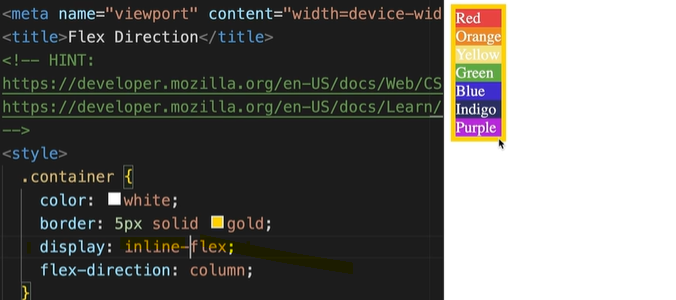 <meta name="viewport" content="width=device-wid
<title>Flex Direction</title>
<!-- HINT:
https://developer.mozilla.org/en-US/docs/Web/CS
https://developer.mozilla.org/en-US/docs/Learn/
-->
<style>
.container {
color: white;
border: 5px solid gold;
display: inline-flex;
flex-direction: column;
}
Red
Orange
Yellow
Green
Blue
Indigo
Purple